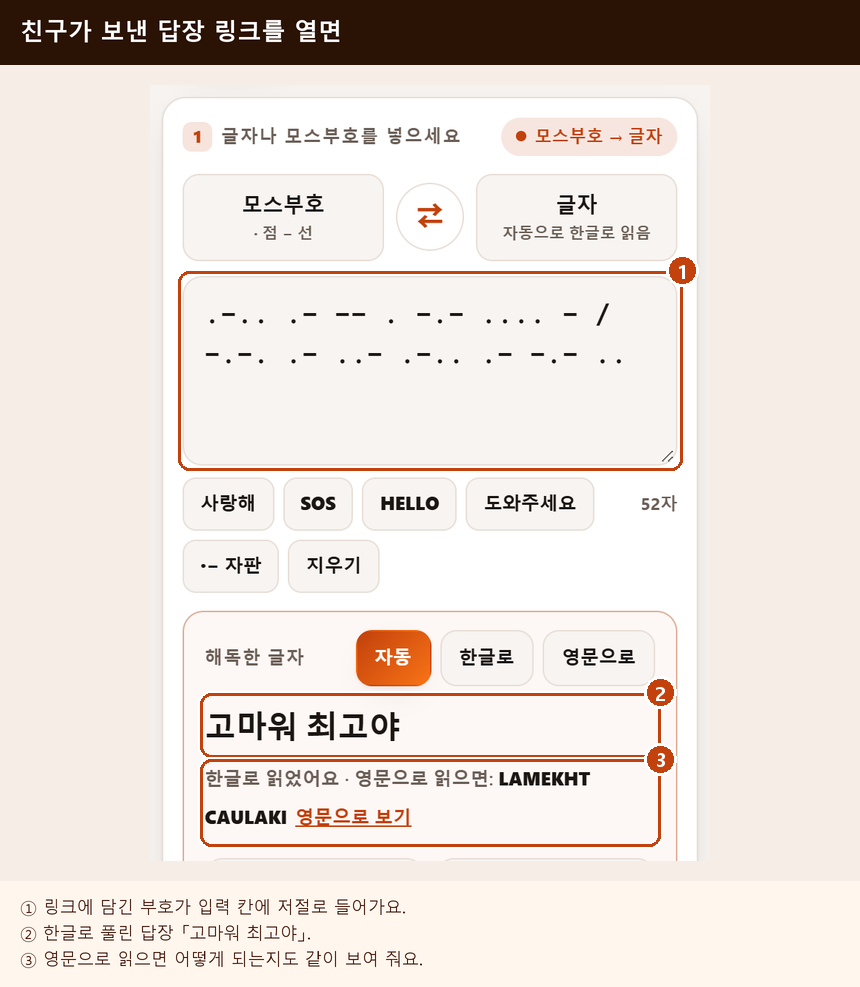 친구가 보낸 답장 링크를 열면
1 글자나 모스부호를 넣으세요
● 모스부호 → 글자
모스부호
· 점 – 선
⇄
글자
자동으로 한글로 읽음
1
.-.. .- -- . -.- .... - /
-.-. .- ..- .-.. .- -.- ..
사랑해
SOS
HELLO
도와주세요
52자
·– 자판
지우기
해독한 글자
자동
한글로
영문으로
2
고마워 최고야
3
한글로 읽었어요 · 영문으로 읽으면: LAMEKHT
CAULAKI 영문으로 보기
① 링크에 담긴 부호가 입력 칸에 저절로 들어가요.
② 한글로 풀린 답장 「고마워 최고야」.
③ 영문으로 읽으면 어떻게 되는지도 같이 보여 줘요.